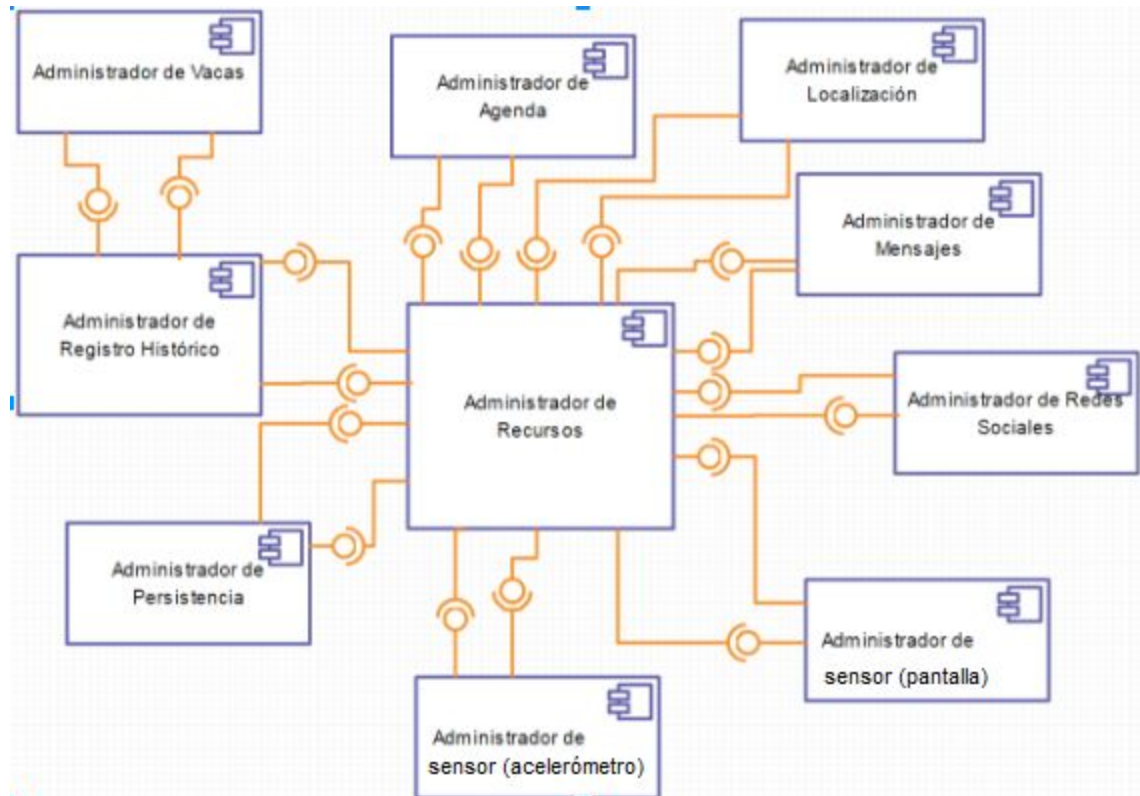 Administrador de Vacas
Administrador de
Agenda
Administrador de
Localización
Administrador de
Mensajes
Administrador de
Registro Histórico
Administrador de
Recursos
Administrador de Redes
Sociales
Administrador de
Persistencia
Administrador de
sensor (pantalla)
Administrador de
sensor (acelerómetro)